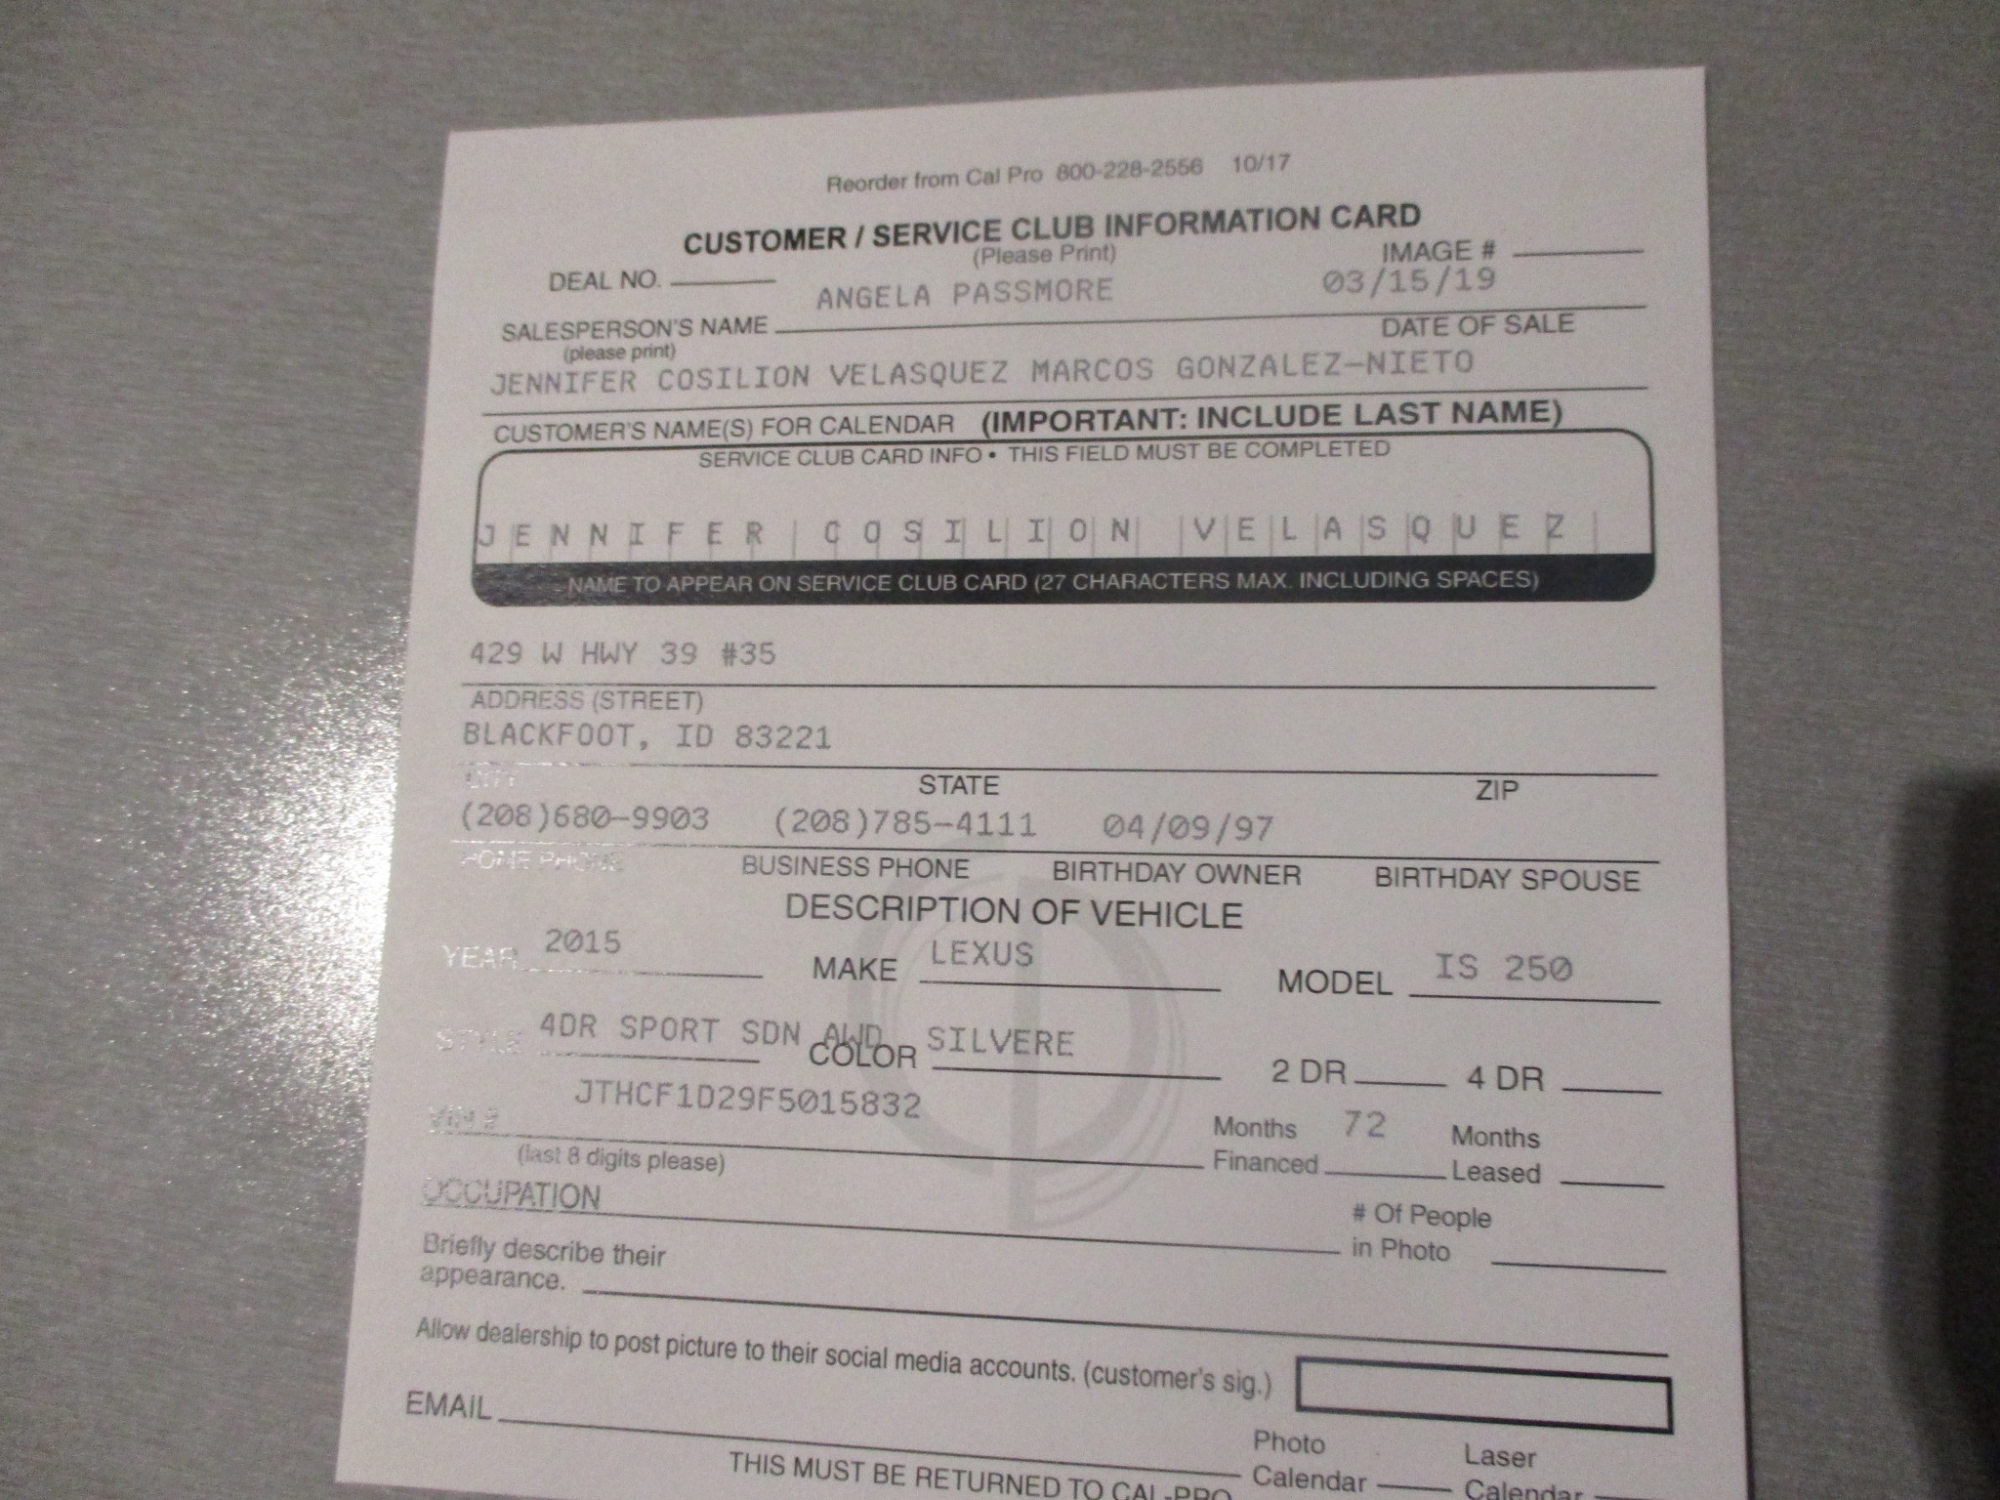 Reorder from Cal Pro 800-228-2556 10/17
CUSTOMER / SERVICE CLUB INFORMATION CARD
(Please Print)
DEAL NO. IMAGE #
ANGELA PASSMORE 03/15/19
SALESPERSON'S NAME DATE OF SALE
(please print)
JENNIFER COSILION VELASQUEZ MARCOS GONZALEZ-NIETO
CUSTOMER'S NAME(S) FOR CALENDAR (IMPORTANT: INCLUDE LAST NAME)
SERVICE CLUB CARD INFO • THIS FIELD MUST BE COMPLETED
JENNIFER COSILION VELASQUEZ
NAME TO APPEAR ON SERVICE CLUB CARD (27 CHARACTERS MAX. INCLUDING SPACES)
429 W HWY 39 #35
ADDRESS (STREET)
BLACKFOOT, ID 83221
CITY STATE ZIP
(208)680-9903 (208)785-4111 04/09/97
HOME PHONE BUSINESS PHONE BIRTHDAY OWNER BIRTHDAY SPOUSE
DESCRIPTION OF VEHICLE
YEAR 2015 MAKE LEXUS MODEL IS 250
STYLE 4DR SPORT SDN AWD COLOR SILVERE 2 DR 4 DR
JTHCF1D29F5015832
VIN # Months Financed 72 Months Leased
(last 8 digits please)
OCCUPATION # Of People in Photo
Briefly describe their
appearance.
Allow dealership to post picture to their social media accounts. (customer's sig.)
EMAIL
Photo Calendar Laser Calendar
THIS MUST BE RETURNED TO CAL-PRO